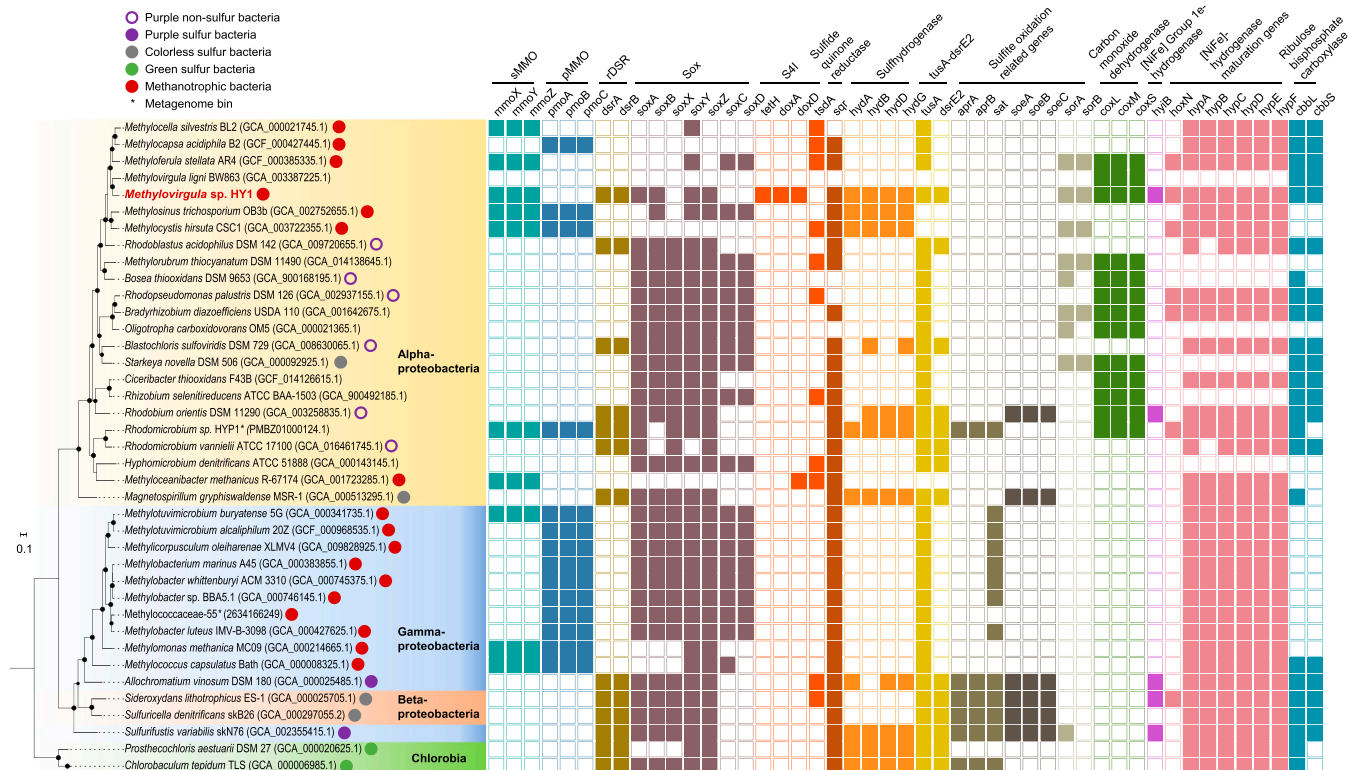 Purple non-sulfur bacteria
Purple sulfur bacteria
Colorless sulfur bacteria
Green sulfur bacteria
Methanotrophic bacteria
* Metagenome bin
sMMO
pMMO
rDSR
Sox
S4I
Sulfide quinone reductase
Sulfhydrogenase
tusA-dsrE2
Sulfite oxidation related genes
Carbon monoxide dehydrogenase
[NiFe] Group 1e-hydrogenase
[NiFe]-hydrogenase maturation genes
Ribulose bisphosphate carboxylase
mmoX mmoY mmoZ pmoA pmoB pmoC dsrA dsrB soxA soxB soxX soxY soxZ soxC soxD tetH doxA doxD tsdA sqr hydA hydB hydD hydG tusA dsrE2 aprA aprB sat soeA soeB soeC sorA sorB coxL coxM coxS hyiB hoxN hypA hypB hypC hypD hypE hypF cbbL cbbS
Methylocella silvestris BL2 (GCA_000021745.1)
Methylocapsa acidiphila B2 (GCF_000427445.1)
Methyloferula stellata AR4 (GCF_000385335.1)
Methylovirgula ligni BW863 (GCA_003387225.1)
Methylovirgula sp. HY1
Methylosinus trichosporium OB3b (GCA_002752655.1)
Methylocystis hirsuta CSC1 (GCA_003722355.1)
Rhodoblastus acidophilus DSM 142 (GCA_009720655.1)
Methylorubrum thiocyanatum DSM 11490 (GCA_014138645.1)
Bosea thiooxidans DSM 9653 (GCA_900168195.1)
Rhodopseudomonas palustris DSM 126 (GCA_002937155.1)
Bradyrhizobium diazoefficiens USDA 110 (GCA_001642675.1)
Oligotropha carboxidovorans OM5 (GCA_000021365.1)
Blastochloris sulfoviridis DSM 729 (GCA_008630065.1)
Starkeya novella DSM 506 (GCA_000092925.1)
Ciceribacter thiooxidans F43B (GCF_014126615.1)
Rhizobium selenitireducens ATCC BAA-1503 (GCA_900492185.1)
Rhodobium orientis DSM 11290 (GCA_003258835.1)
Rhodomicrobium sp. HYP1* (PMBZ01000124.1)
Rhodomicrobium vannielii ATCC 17100 (GCA_016461745.1)
Hyphomicrobium denitrificans ATCC 51888 (GCA_000143145.1)
Methyloceanibacter methanicus R-67174 (GCA_001723285.1)
Magnetospirillum gryphiswaldense MSR-1 (GCA_000513295.1)
Alpha-
proteobacteria
Methylotuvimicrobium buryatense 5G (GCA_000341735.1)
Methylotuvimicrobium alcaliphilum 20Z (GCF_000968535.1)
Methylicorpusculum oleiharenae XLMV4 (GCA_009828925.1)
Methylobacterium marinus A45 (GCA_000383855.1)
Methylobacter whittenburyi ACM 3310 (GCA_000745375.1)
Methylobacter sp. BBA5.1 (GCA_000746145.1)
Methylococcaceae-55* (2634166249)
Methylobacter luteus IMV-B-3098 (GCA_000427625.1)
Methylomonas methanica MC09 (GCA_000214665.1)
Methylococcus capsulatus Bath (GCA_000008325.1)
Allochromatium vinosum DSM 180 (GCA_000025485.1)
Gamma-
proteobacteria
0.1
Sideroxydans lithotrophicus ES-1 (GCA_000025705.1)
Sulfuricella denitrificans skB26 (GCA_000297055.2)
Beta-
proteobacteria
Sulfurifustis variabilis skN76 (GCA_002355415.1)
Prosthecochloris aestuarii DSM 27 (GCA_000020625.1)
Chlorobaculum tepidum TLS (GCA_000006985.1)
Chlorobia